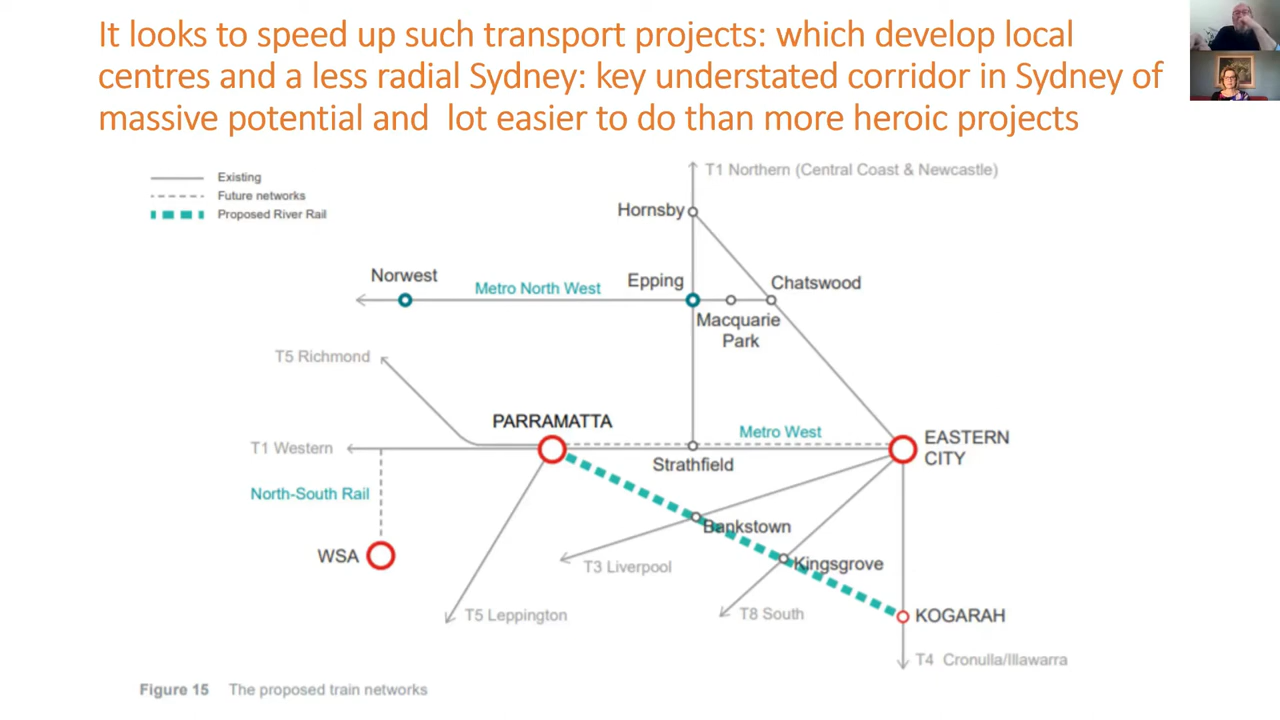 It looks to speed up such transport projects: which develop local
centres and a less radial Sydney: key understated corridor in Sydney of
massive potential and lot easier to do than more heroic projects
Existing
Future networks
Proposed River Rail
T1 Northern (Central Coast & Newcastle)
Hornsby
Norwest
Metro North West
Epping
Chatswood
Macquarie
Park
T5 Richmond
PARRAMATTA
Metro West
T1 Western
Strathfield
EASTERN
CITY
North-South Rail
Bankstown
WSA
T3 Liverpool
Kingsgrove
T5 Leppington
T8 South
KOGARAH
T4 Cronulla/Illawarra
Figure 15 The proposed train networks